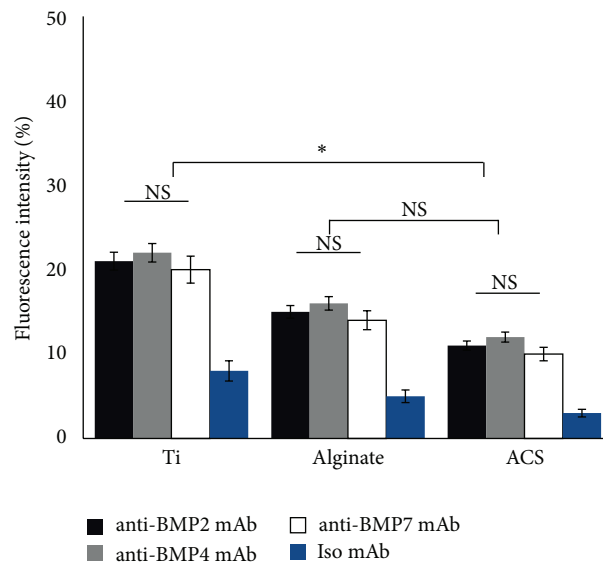 50
40
30
20
10
0
Fluorescence intensity (%)
*
NS
NS
NS
NS
Ti Alginate ACS
anti-BMP2 mAb anti-BMP7 mAb
anti-BMP4 mAb Iso mAb